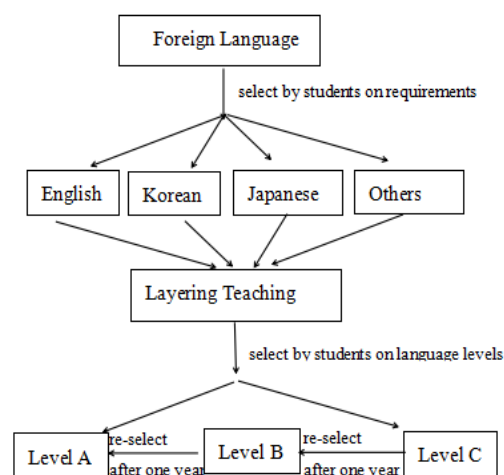 Foreign Language
select by students on requirements
English
Korean
Japanese
Others
Layering Teaching
select by students on language levels
Level A
re-select
after one year
Level B
re-select
after one year
Level C